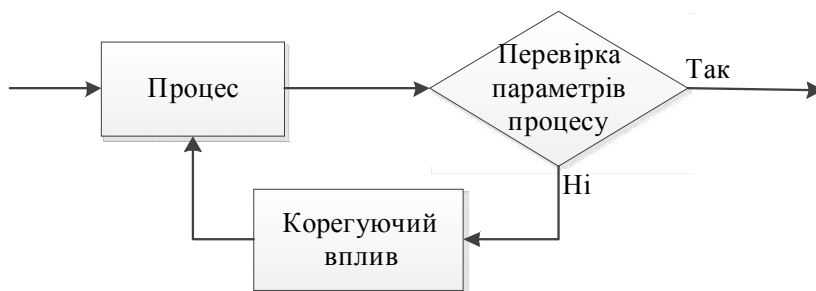 Процес
Перевірка
параметрів
процесу
Так
Ні
Корегуючий
вплив